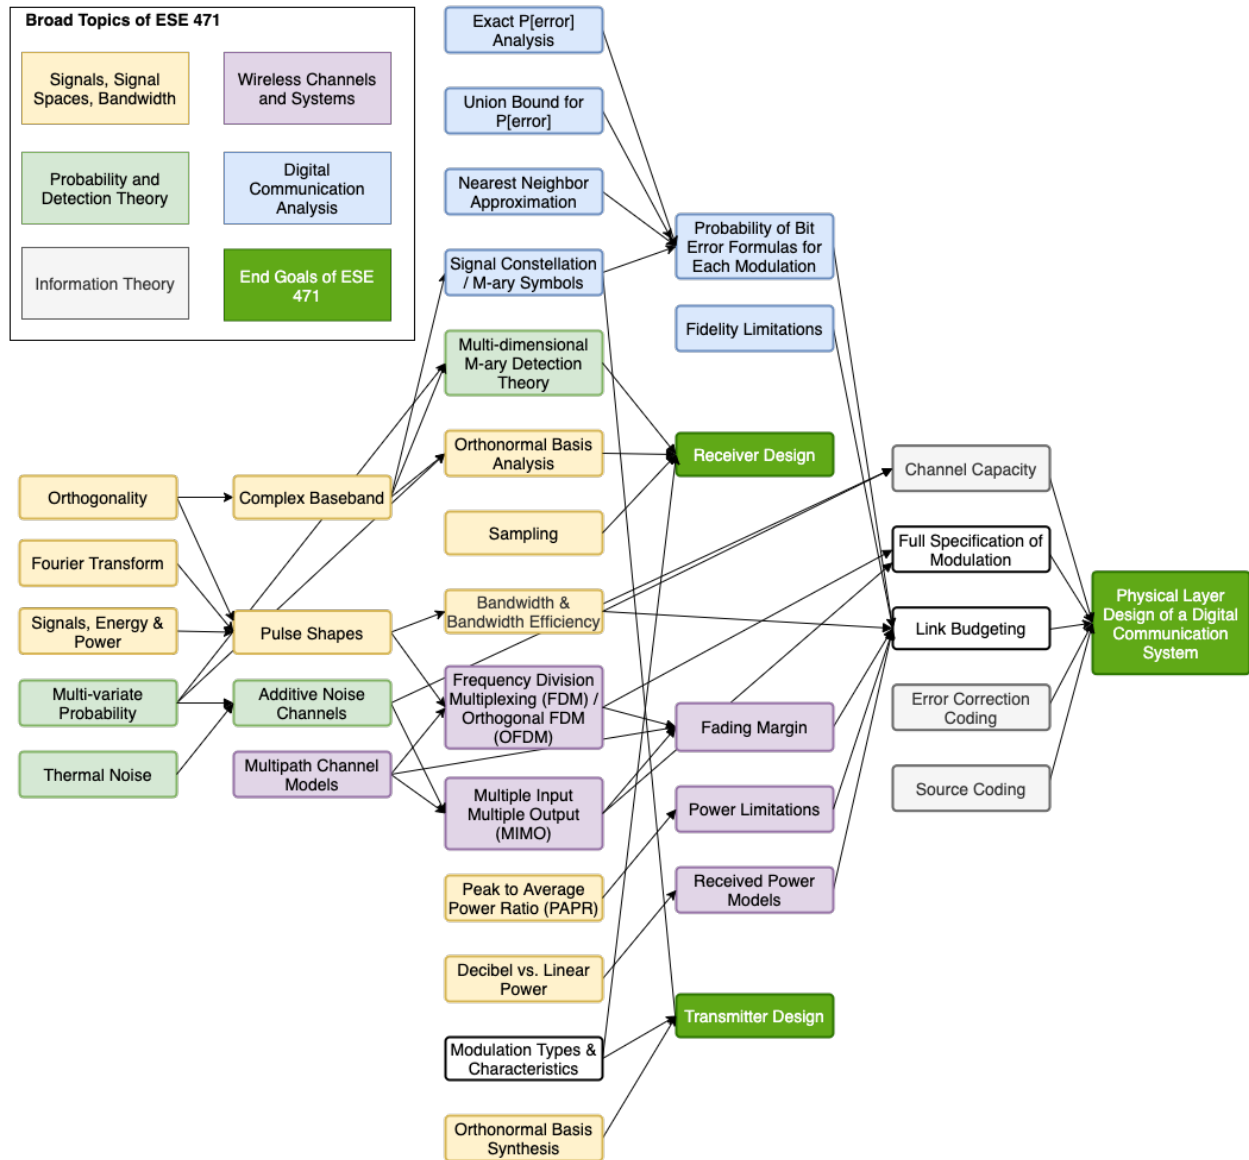 Broad Topics of ESE 471
Signals, Signal
Spaces, Bandwidth
Wireless Channels
and Systems
Probability and
Detection Theory
Digital
Communication
Analysis
Information Theory
End Goals of ESE
471
Exact P[error]
Analysis
Union Bound for
P[error]
Nearest Neighbor
Approximation
Signal Constellation
/ M-ary Symbols
Multi-dimensional
M-ary Detection
Theory
Orthonormal Basis
Analysis
Sampling
Bandwidth &
Bandwidth Efficiency
Frequency Division
Multiplexing (FDM) /
Orthogonal FDM
(OFDM)
Multiple Input
Multiple Output
(MIMO)
Peak to Average
Power Ratio (PAPR)
Decibel vs. Linear
Power
Modulation Types &
Characteristics
Orthonormal Basis
Synthesis
Orthogonality
Fourier Transform
Signals, Energy &
Power
Multi-variate
Probability
Thermal Noise
Complex Baseband
Pulse Shapes
Additive Noise
Channels
Multipath Channel
Models
Probability of Bit
Error Formulas for
Each Modulation
Fidelity Limitations
Receiver Design
Fading Margin
Power Limitations
Received Power
Models
Transmitter Design
Channel Capacity
Full Specification of
Modulation
Link Budgeting
Error Correction
Coding
Source Coding
Physical Layer
Design of a Digital
Communication
System